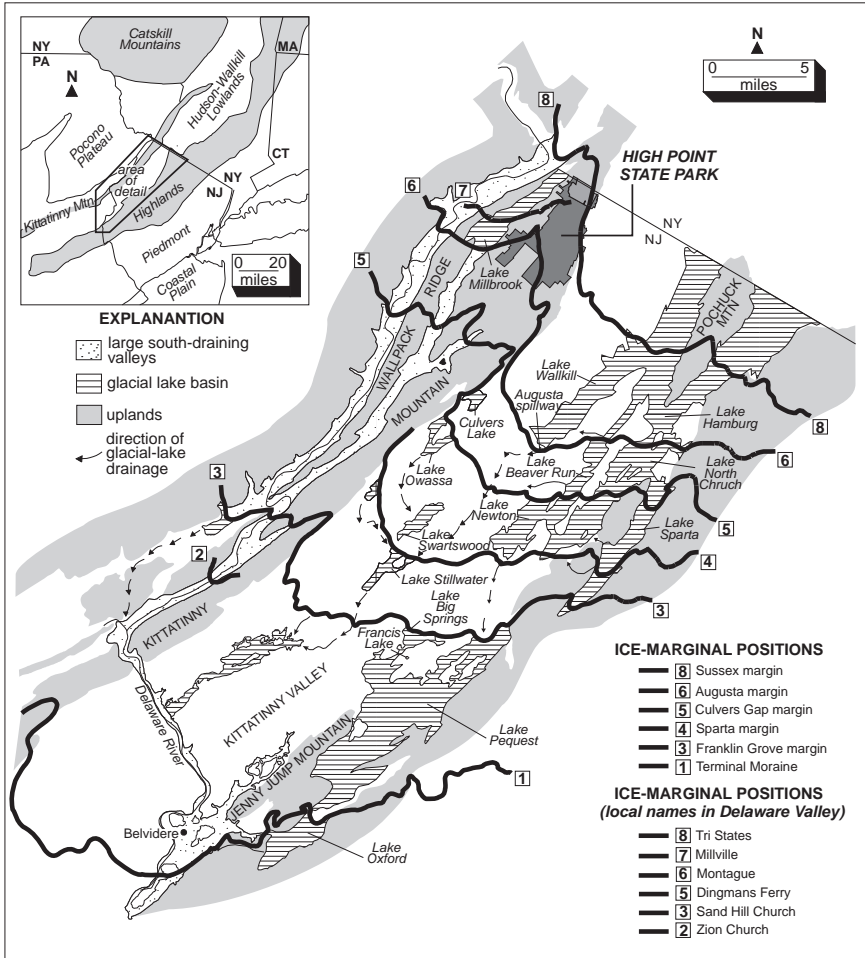 NY
PA
Catskill
Mountains
MA
N
Hudson-Wallkill
Lowlands
Pocono
Plateau
CT
area
of
detail
NY
NJ
Kittatinny Mtn
Highlands
Piedmont
Coastal
Plain
0 20
miles
N
0 5
miles
8
HIGH POINT
STATE PARK
6
7
NY
NJ
5
Lake
Millbrook
RIDGE
WALLPACK
MOUNTAIN
POCHUCK
MTN
EXPLANANTION
large south-draining
valleys
glacial lake basin
uplands
direction of
glacial-lake
drainage
Lake
Wallkill
Augusta
spillway
Culvers
Lake
Lake
Hamburg
8
Lake
Owassa
Lake
Beaver Run
6
Lake
North
Chruch
3
Lake
Newton
5
Lake
Sparta
Lake
Swartswood
4
2
Lake Stillwater
Lake
Big
Springs
3
KITTATINNY
Francis
Lake
Delaware River
KITTATINNY VALLEY
Lake
Pequest
JENNY JUMP MOUNTAIN
1
Belvidere
Lake
Oxford
ICE-MARGINAL POSITIONS
8 Sussex margin
6 Augusta margin
5 Culvers Gap margin
4 Sparta margin
3 Franklin Grove margin
1 Terminal Moraine
ICE-MARGINAL POSITIONS
(local names in Delaware Valley)
8 Tri States
7 Millville
6 Montague
5 Dingmans Ferry
3 Sand Hill Church
2 Zion Church